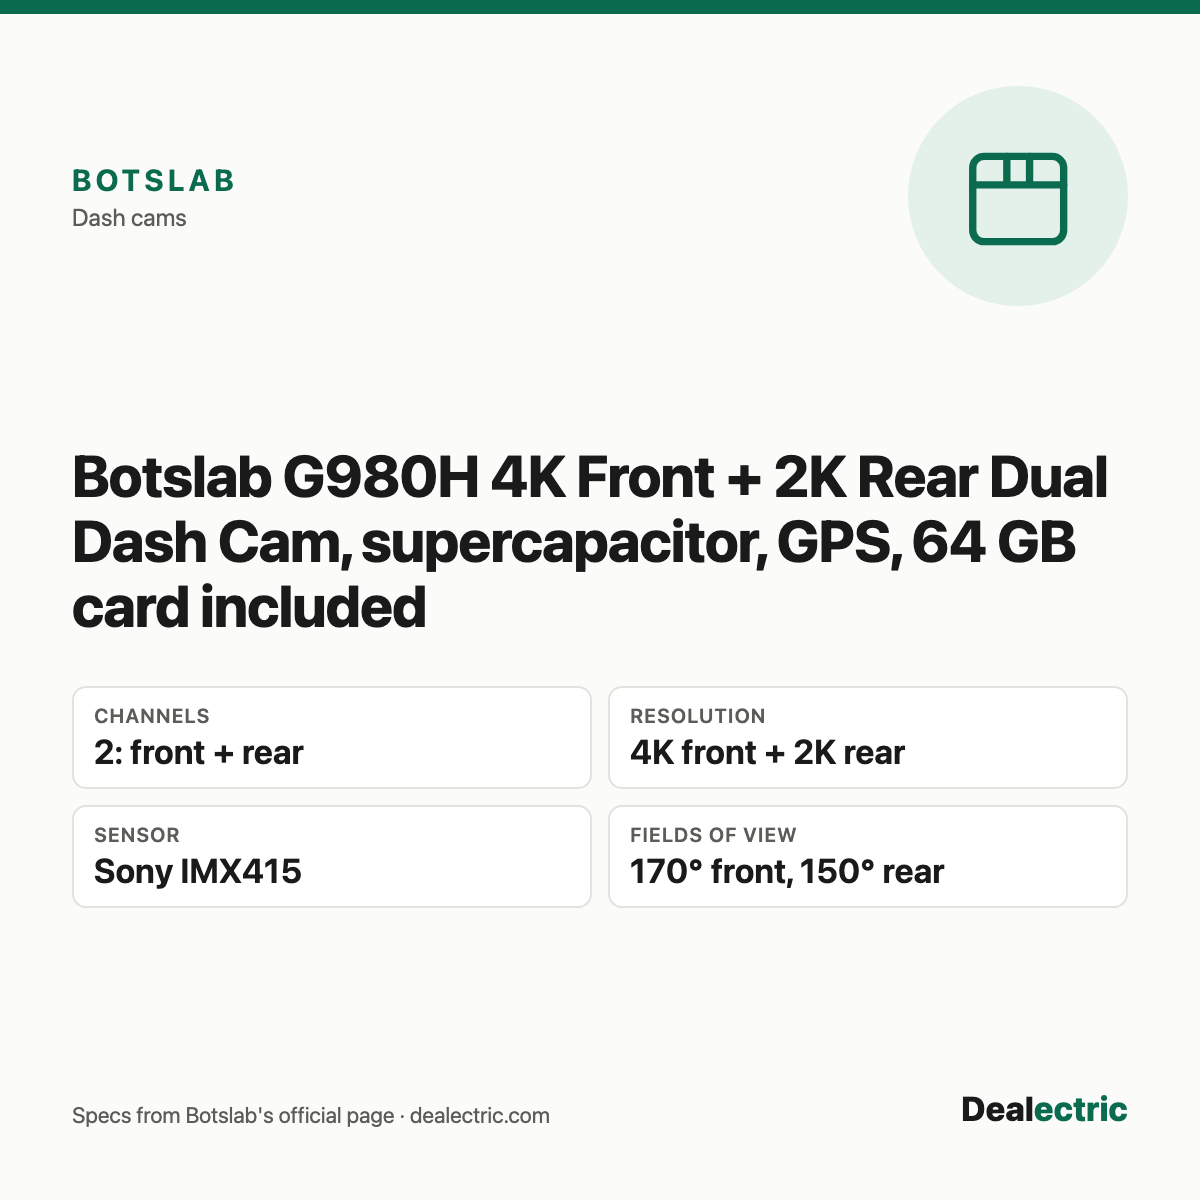 BOTSLAB
Dash cams
Botslab G980H 4K Front + 2K Rear Dual
Dash Cam, supercapacitor, GPS, 64 GB
card included
CHANNELS
2: front + rear
RESOLUTION
4K front + 2K rear
SENSOR
Sony IMX415
FIELDS OF VIEW
170° front, 150° rear
Specs from Botslab's official page · dealectric.com
Dealectric